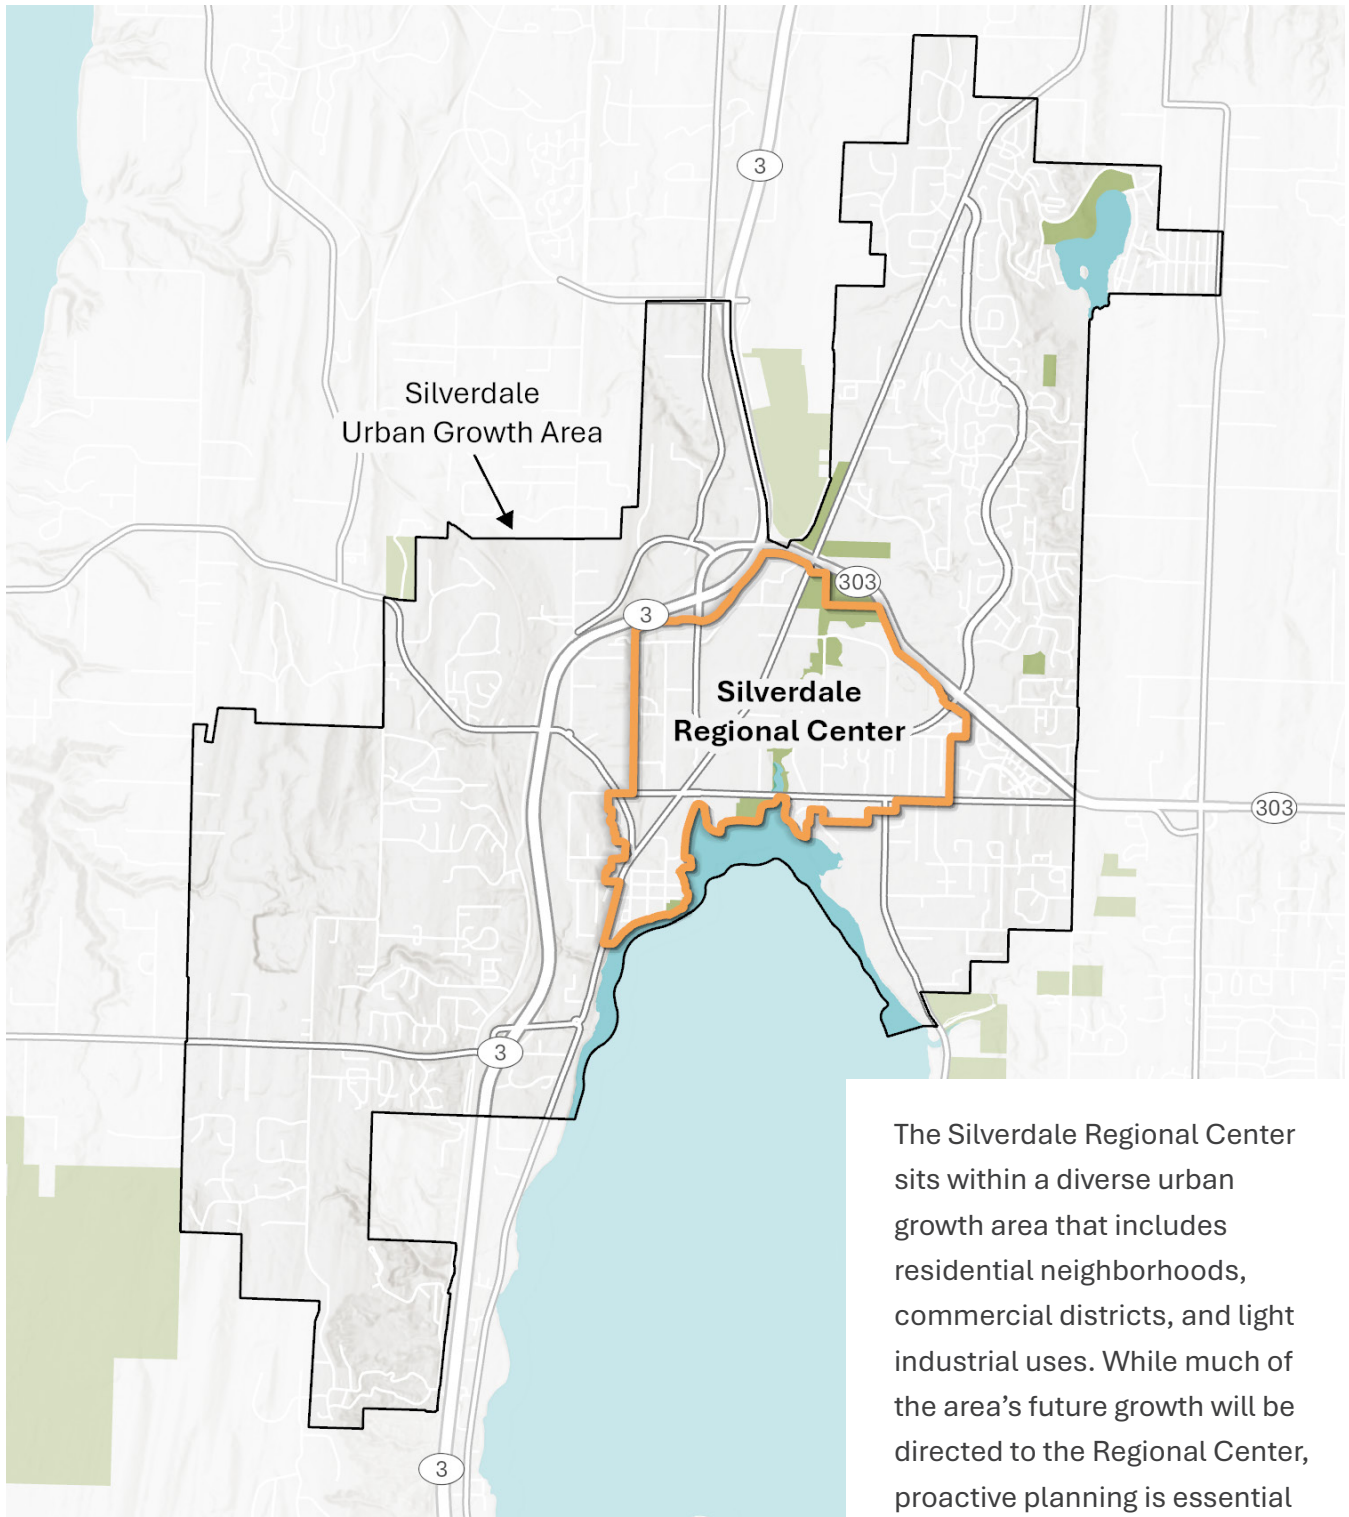 3
Silverdale
Urban Growth Area
303
3
Silverdale
Regional Center
303
3
The Silverdale Regional Center
sits within a diverse urban
growth area that includes
residential neighborhoods,
commercial districts, and light
industrial uses. While much of
the area’s future growth will be
directed to the Regional Center,
proactive planning is essential
3